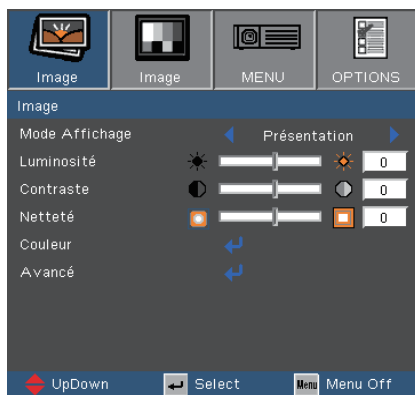 Image Image MENU OPTIONS
Image
Mode Affichage Présentation
Luminosité 0
Contraste 0
Netteté 0
Couleur
Avancé
UpDown Select Menu Menu Off